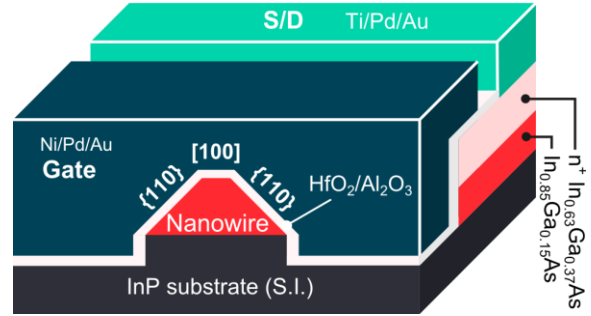 S/D Ti/Pd/Au
Ni/Pd/Au
Gate
[100]
{110}
{110}
HfO₂/Al₂O₃
Nanowire
InP substrate (S.I.)
n⁺ In₀.₆₃Ga₀.₃₇As
In₀.₈₅Ga₀.₁₅As